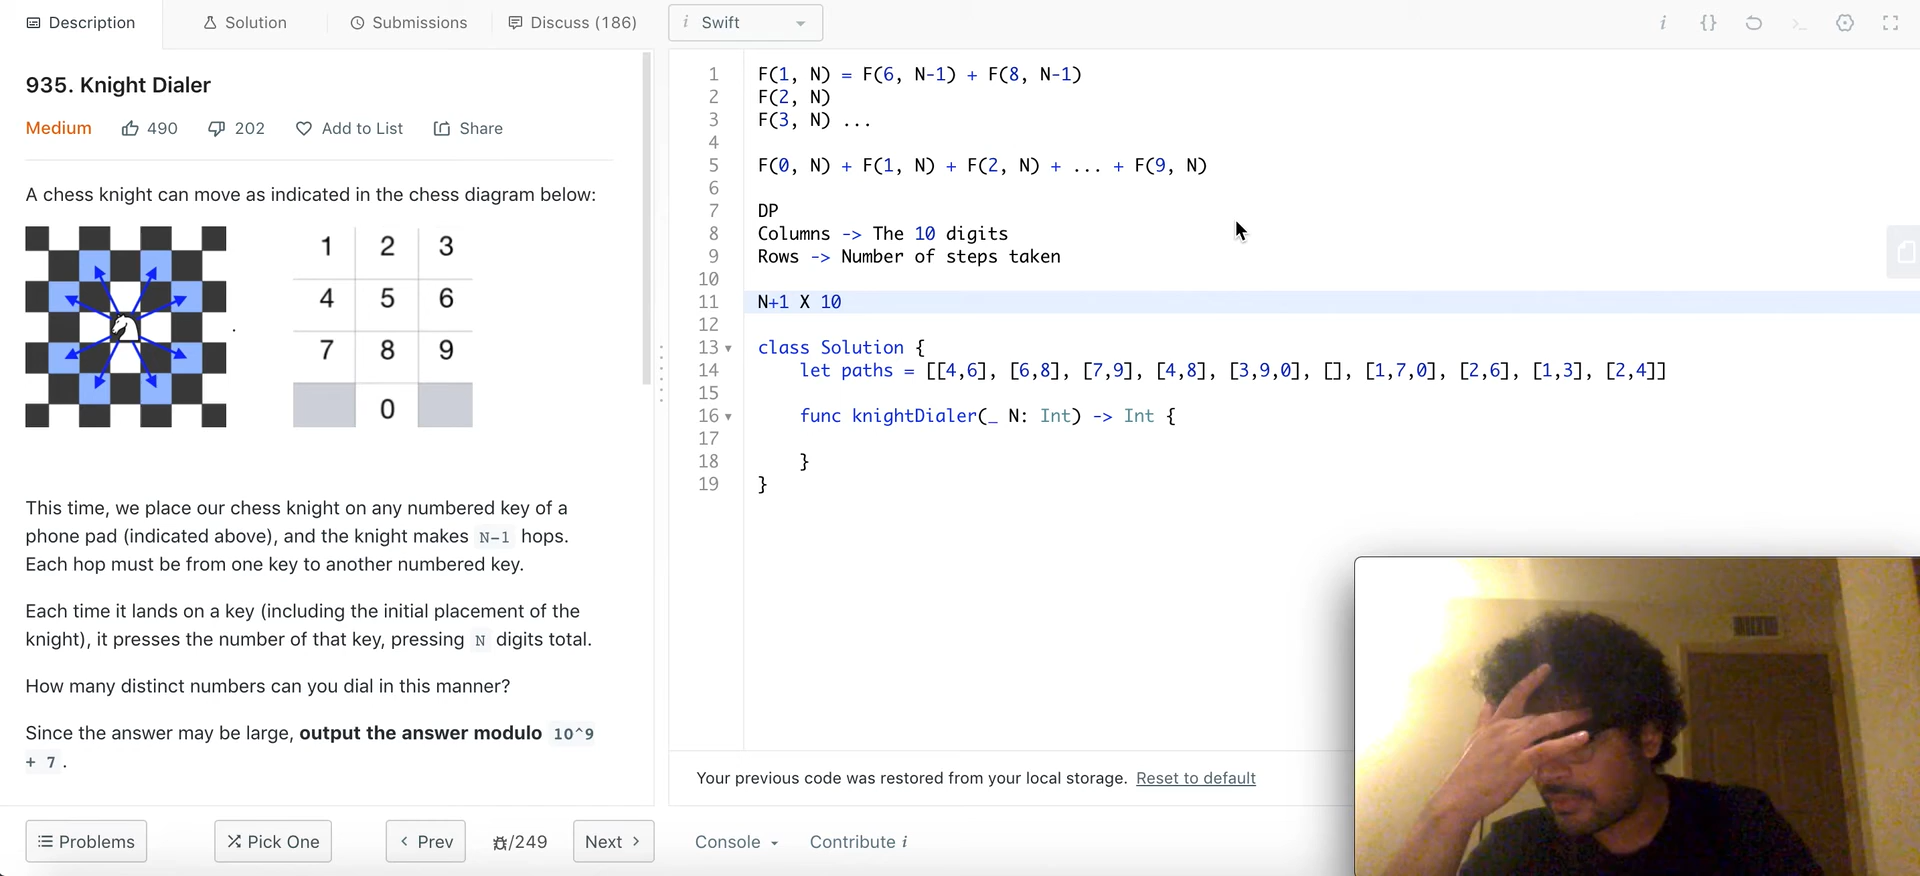 Description
Solution
Submissions
Discuss (186)
i Swift
i {}
935. Knight Dialer
Medium 490 202 Add to List Share
A chess knight can move as indicated in the chess diagram below:
1 2 3
4 5 6
7 8 9
0
.
This time, we place our chess knight on any numbered key of a
phone pad (indicated above), and the knight makes N-1 hops.
Each hop must be from one key to another numbered key.
Each time it lands on a key (including the initial placement of the
knight), it presses the number of that key, pressing N digits total.
How many distinct numbers can you dial in this manner?
Since the answer may be large, output the answer modulo 10^9
+ 7 .
1 F(1, N) = F(6, N-1) + F(8, N-1)
2 F(2, N)
3 F(3, N) ...
4
5 F(0, N) + F(1, N) + F(2, N) + ... + F(9, N)
6
7 DP
8 Columns -> The 10 digits
9 Rows -> Number of steps taken
10
11 N+1 X 10
12
13 class Solution {
14 let paths = [[4,6], [6,8], [7,9], [4,8], [3,9,0], [], [1,7,0], [2,6], [1,3], [2,4]]
15
16 func knightDialer(_ N: Int) -> Int {
17
18 }
19 }
Your previous code was restored from your local storage. Reset to default
Problems
Pick One
Prev
/249
Next
Console
Contribute i